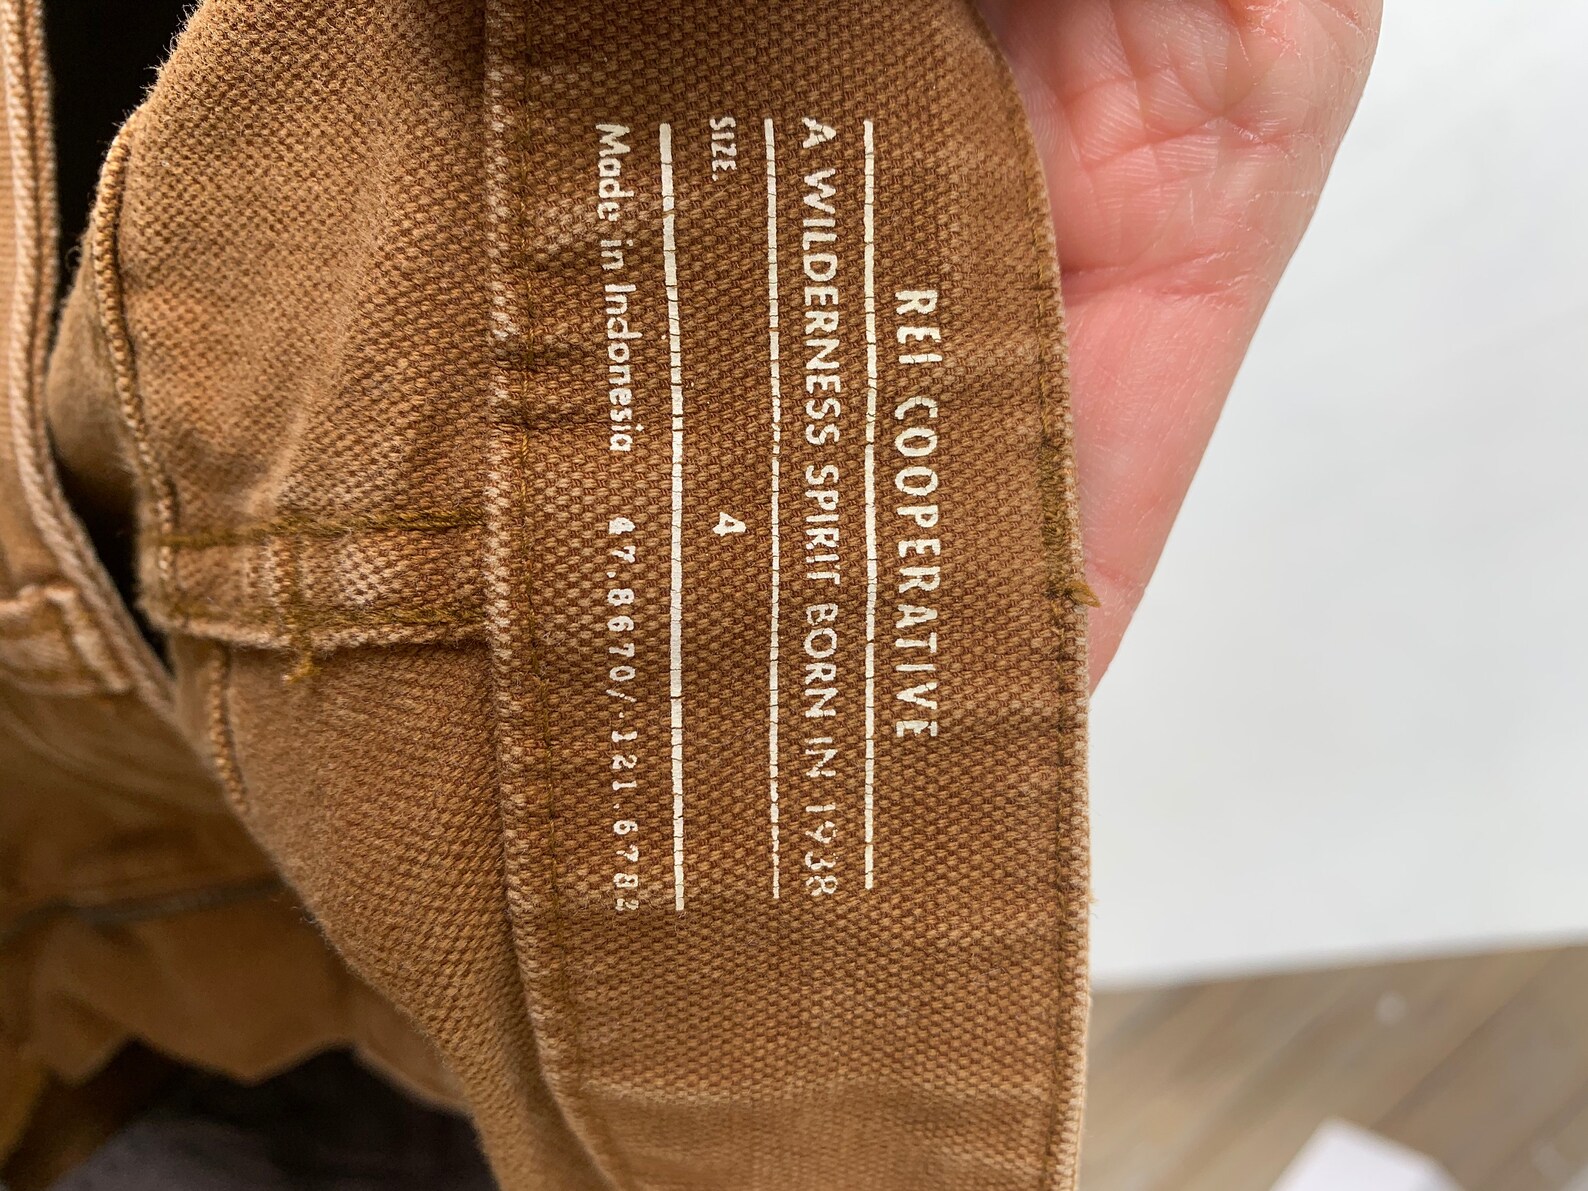 REI COOPERATIVE
A WILDERNESS SPIRIT BORN IN 1938
SIZE 4
Made in Indonesia 47.8670/.121.6782